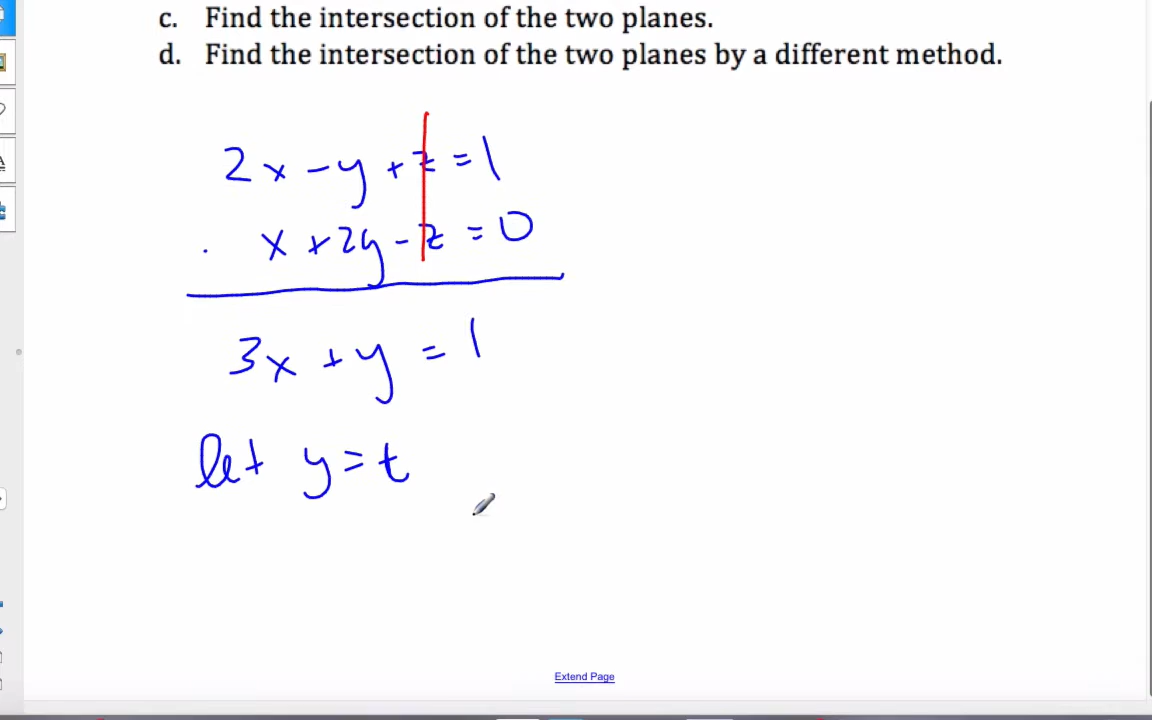 c. Find the intersection of the two planes.
d. Find the intersection of the two planes by a different method.
2x - y + z = 1
x + 2y - z = 0
3x + y = 1
let y = t
Extend Page